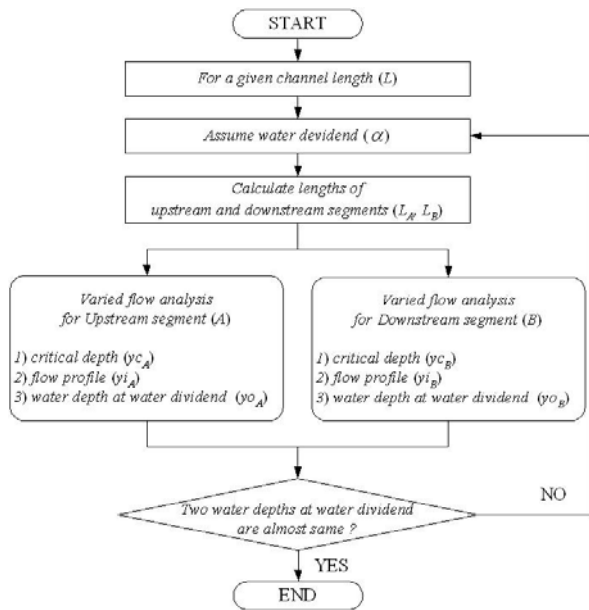 START
For a given channel length (L)
Assume water devidend (α)
Calculate lengths of
upstream and downstream segments (L_A, L_B)
Varied flow analysis
for Upstream segment (A)
1) critical depth (yc_A)
2) flow profile (yi_A)
3) water depth at water dividend (yo_A)
Varied flow analysis
for Downstream segment (B)
1) critical depth (yc_B)
2) flow profile (yi_B)
3) water depth at water dividend (yo_B)
Two water depths at water dividend
are almost same ?
NO
YES
END